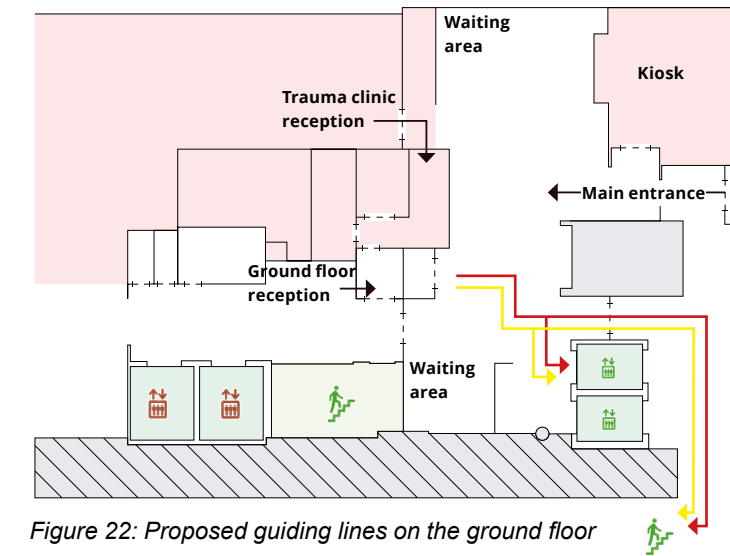 Waiting
area
Kiosk
Trauma clinic
reception
Main entrance
Ground floor
reception
Waiting
area
Figure 22: Proposed guiding lines on the ground floor